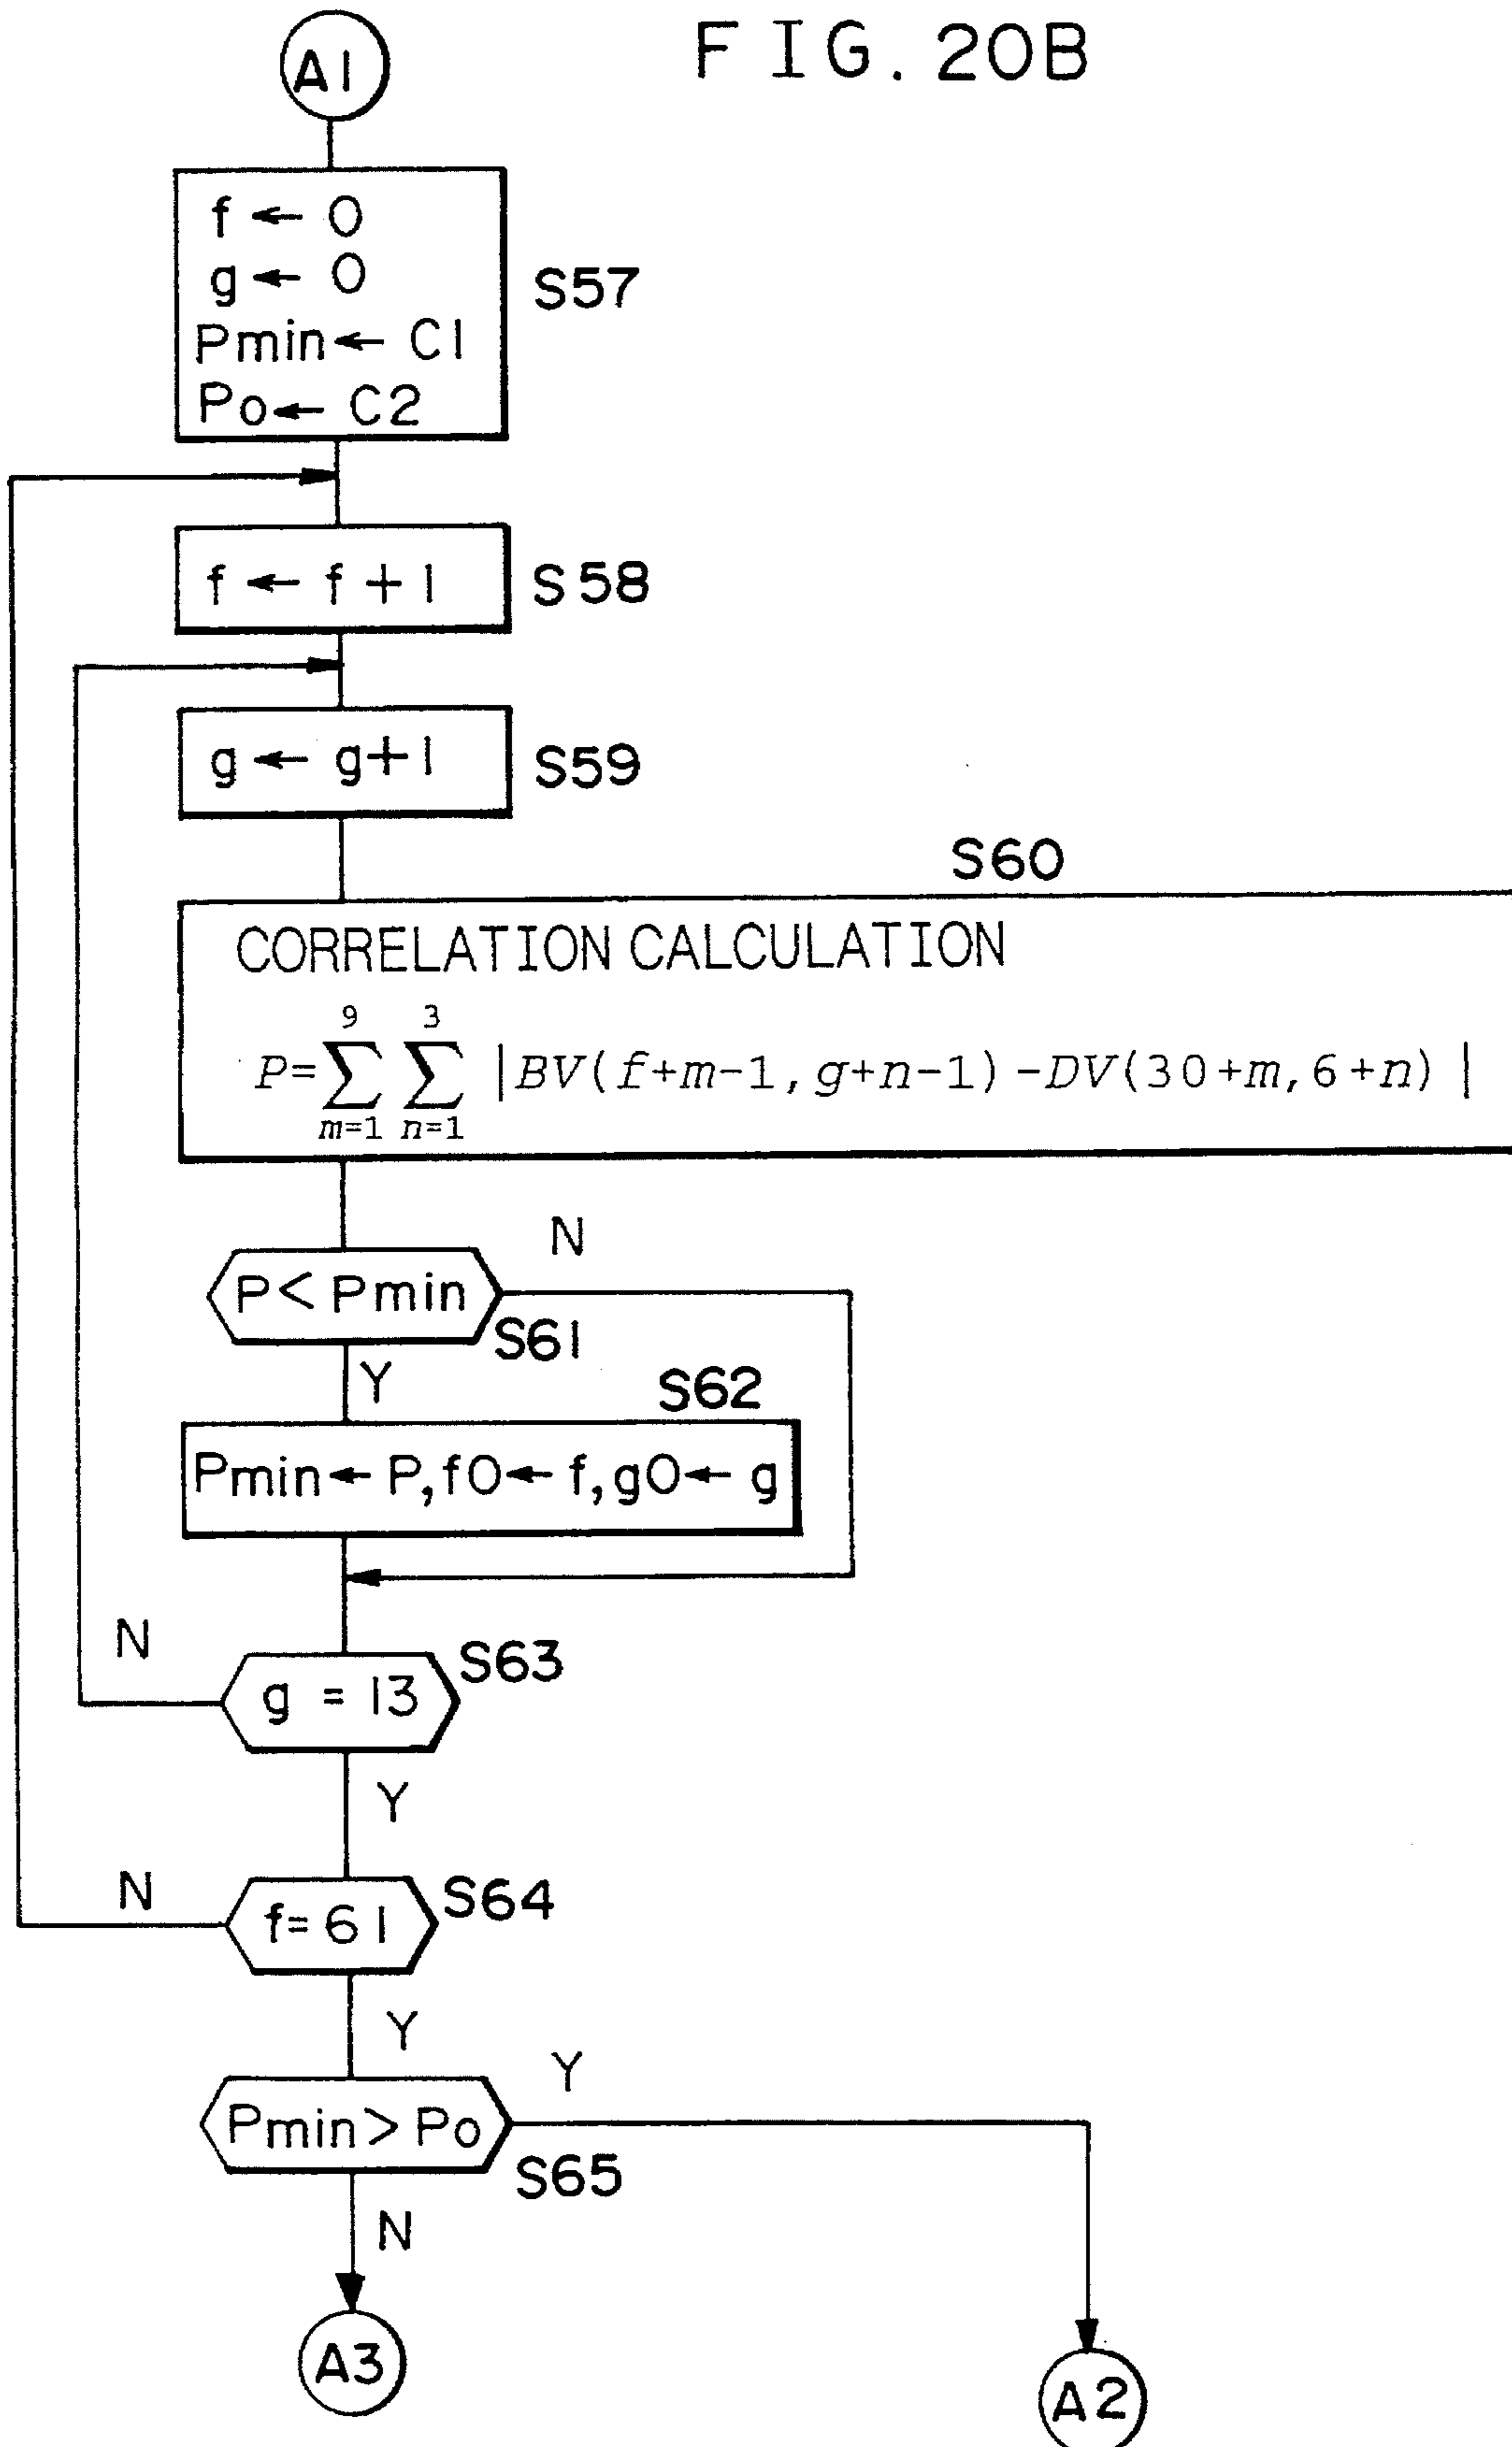 FIG. 20B
A1
f ← 0
g ← 0
Pmin ← C1
Po ← C2
S57
f ← f + 1
S58
g ← g+1
S59
S60
CORRELATION CALCULATION
P=∑_{m=1}^{9} ∑_{n=1}^{3} |BV(f+m-1, g+n-1) -DV(30+m, 6+n) |
P < Pmin
N
S61
Y
S62
Pmin ← P, f0 ← f, g0 ← g
N
g = 13
S63
Y
N
f= 61
S64
Y
Y
Pmin > Po
S65
N
A3
A2